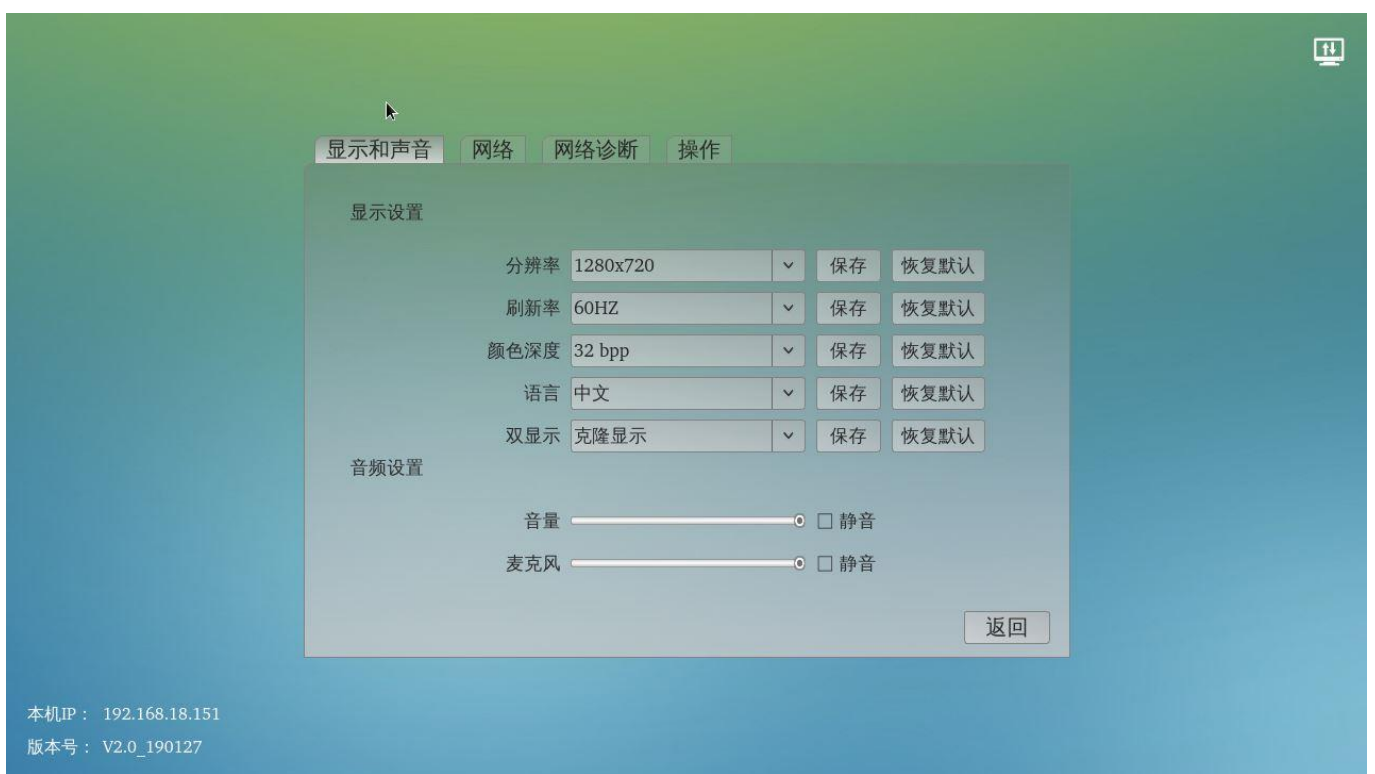 显示和声音 网络 网络诊断 操作
显示设置
分辨率 1280x720 保存 恢复默认
刷新率 60HZ 保存 恢复默认
颜色深度 32 bpp 保存 恢复默认
语言 中文 保存 恢复默认
双显示 克隆显示 保存 恢复默认
音频设置
音量 静音
麦克风 静音
返回
本机IP： 192.168.18.151
版本号： V2.0_190127